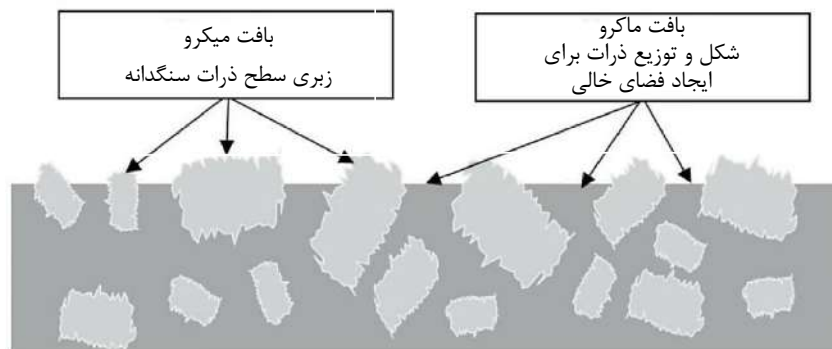 بافت ماکرو
شکل و توزیع ذرات برای
ایجاد فضای خالی
بافت میکرو
زبری سطح ذرات سنگدانه